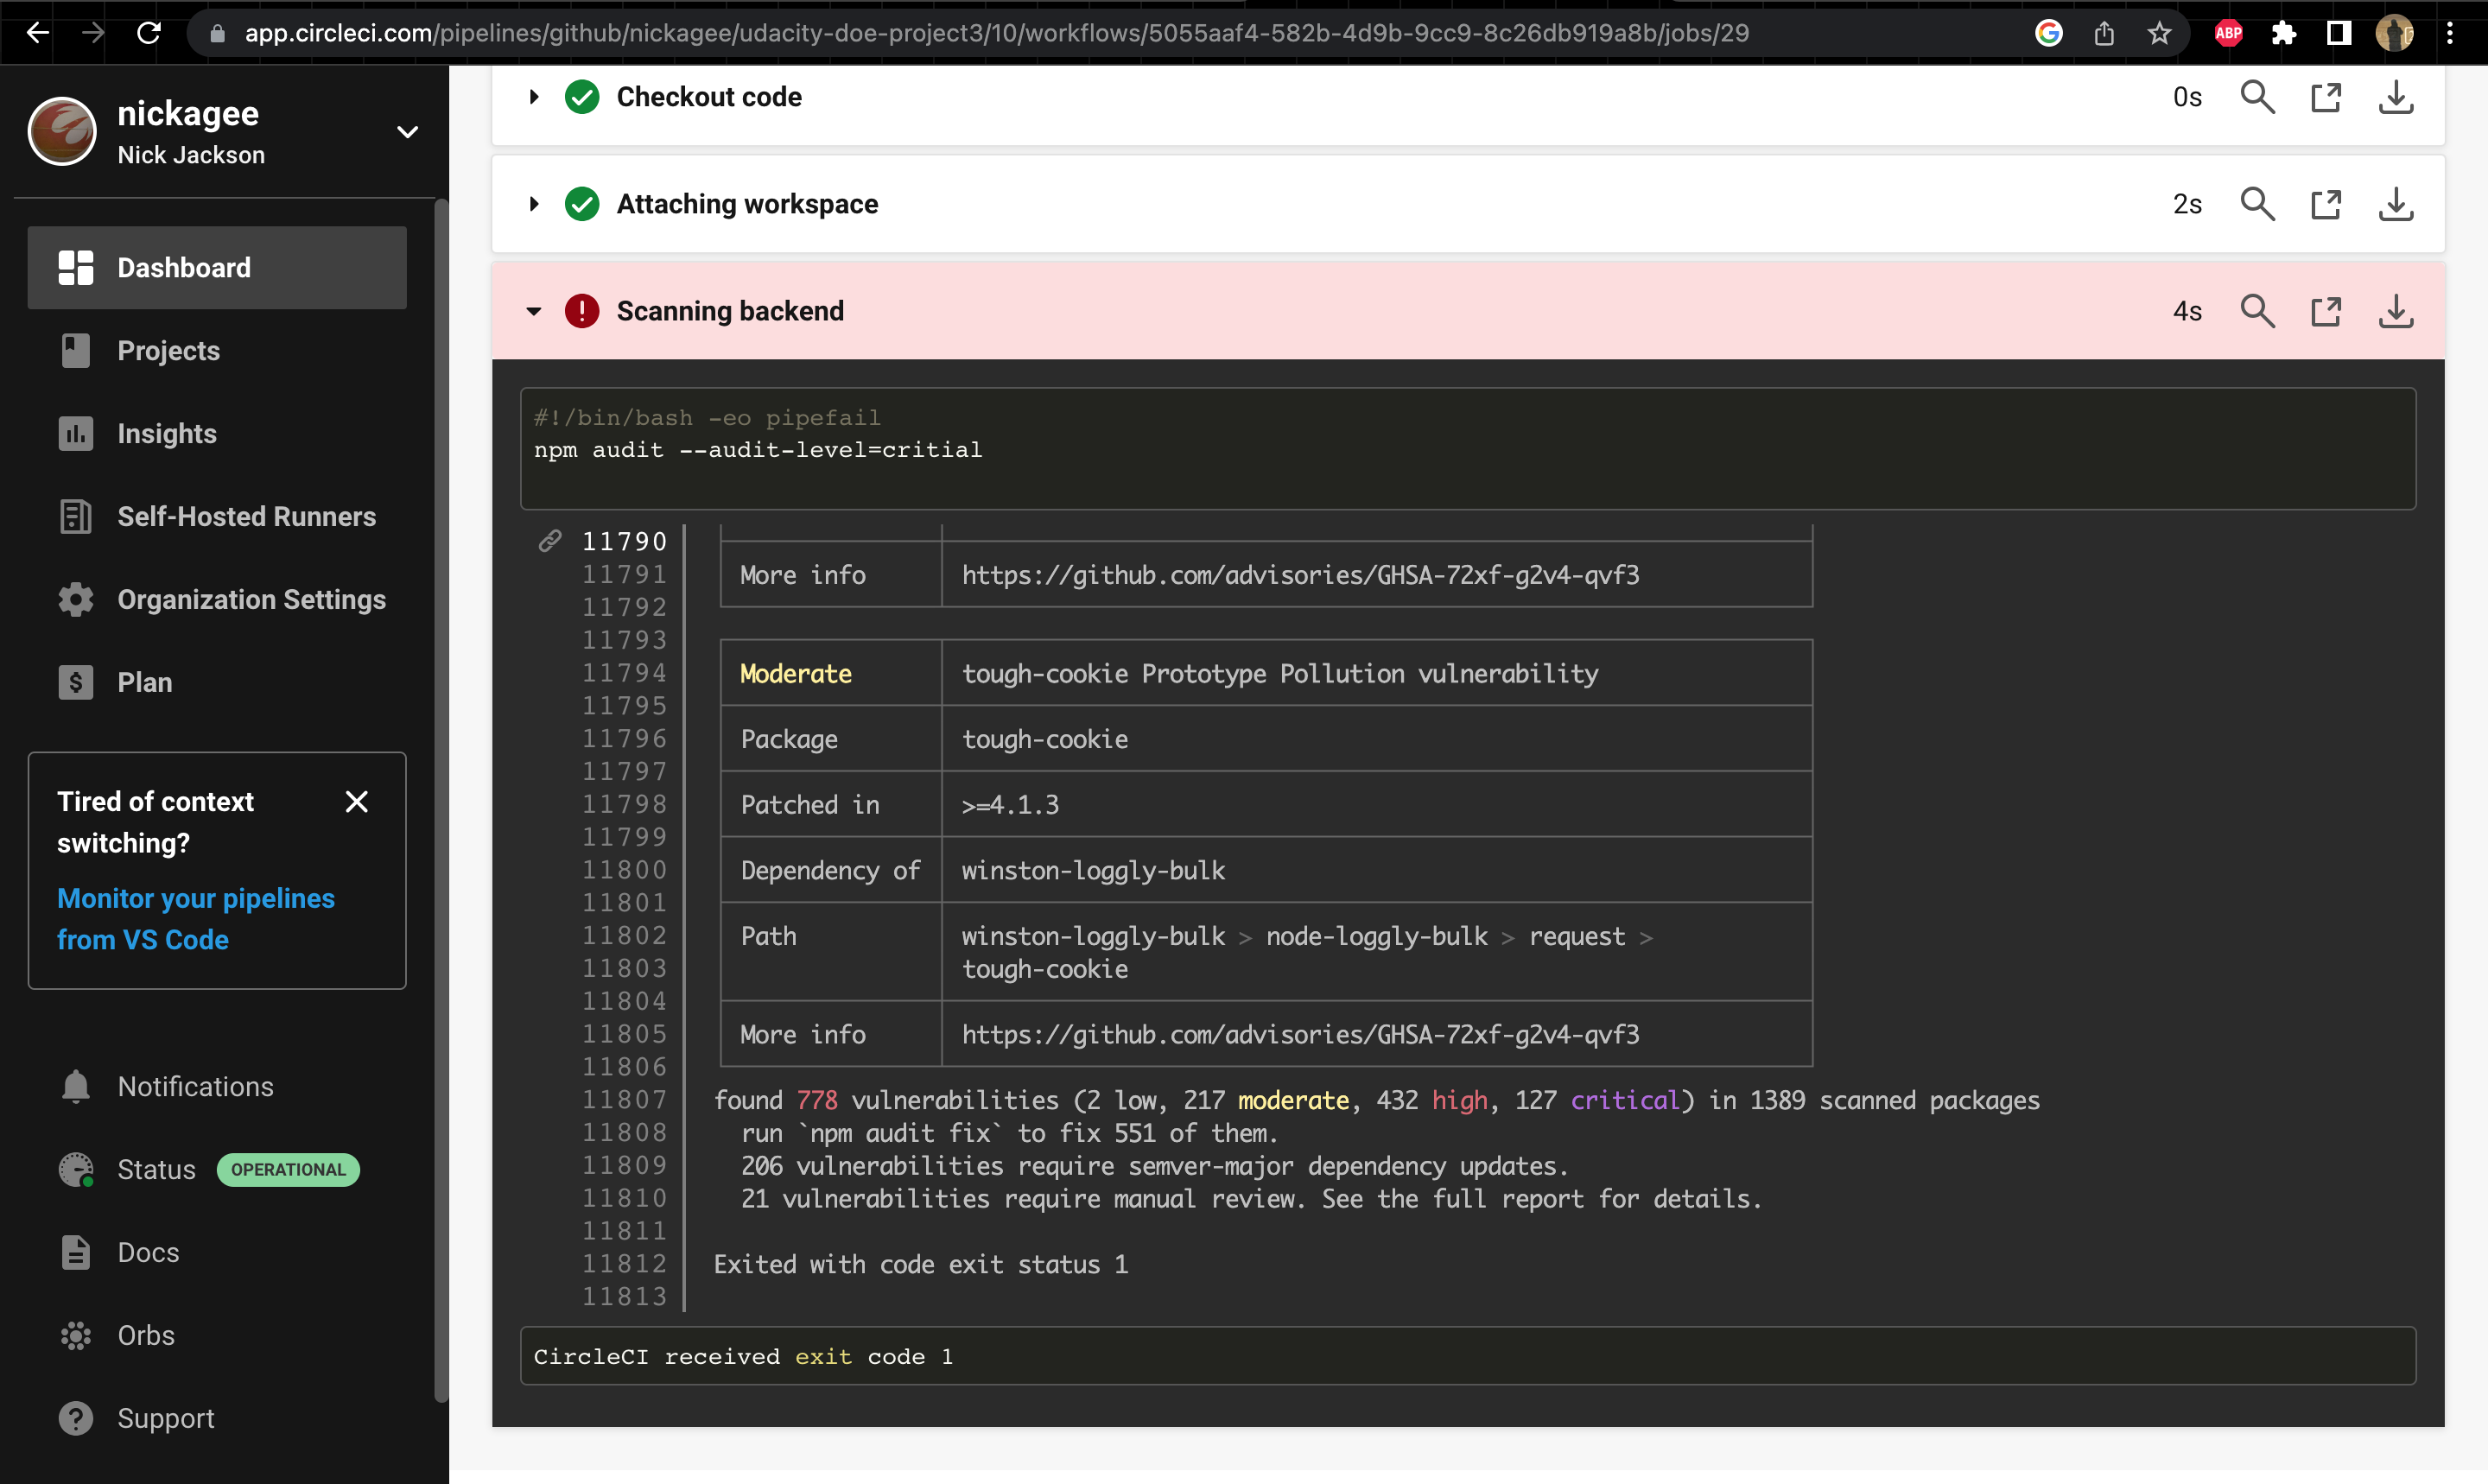 app.circleci.com/pipelines/github/nickagee/udacity-doe-project3/10/workflows/5055aaf4-582b-4d9b-9cc9-8c26db919a8b/jobs/29
ABP
nickagee
Nick Jackson
Dashboard
Projects
Insights
Self-Hosted Runners
Organization Settings
Plan
Tired of context
switching?
Monitor your pipelines
from VS Code
Notifications
Status OPERATIONAL
Docs
Orbs
Support
Checkout code 0s
Attaching workspace 2s
Scanning backend 4s
#!/bin/bash -eo pipefail
npm audit --audit-level=critial
11790
11791 More info https://github.com/advisories/GHSA-72xf-g2v4-qvf3
11792
11793
11794 Moderate tough-cookie Prototype Pollution vulnerability
11795
11796 Package tough-cookie
11797
11798 Patched in >=4.1.3
11799
11800 Dependency of winston-loggly-bulk
11801
11802 Path winston-loggly-bulk > node-loggly-bulk > request >
11803 tough-cookie
11804
11805 More info https://github.com/advisories/GHSA-72xf-g2v4-qvf3
11806
11807 found 778 vulnerabilities (2 low, 217 moderate, 432 high, 127 critical) in 1389 scanned packages
11808 run `npm audit fix` to fix 551 of them.
11809 206 vulnerabilities require semver-major dependency updates.
11810 21 vulnerabilities require manual review. See the full report for details.
11811
11812 Exited with code exit status 1
11813
CircleCI received exit code 1